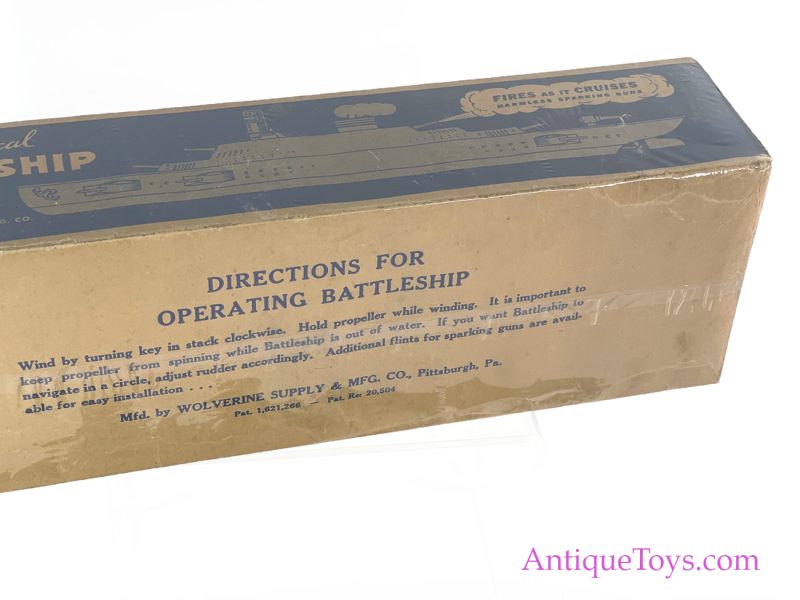 cal
SHIP
G. CO.
FIRES AS IT CRUISES
HARMLESS SPARKING GUNS
DIRECTIONS FOR
OPERATING BATTLESHIP
Wind by turning key in stack clockwise. Hold propeller while winding. It is important to
keep propeller from spinning while Battleship is out of water. If you want Battleship to
navigate in a circle, adjust rudder accordingly. Additional flints for sparking guns are avail-
able for easy installation . . .
Mfd. by WOLVERINE SUPPLY & MFG. CO., Pittsburgh, Pa.
Pat. 1,621,266 — Pat. Re: 20,504
AntiqueToys.com